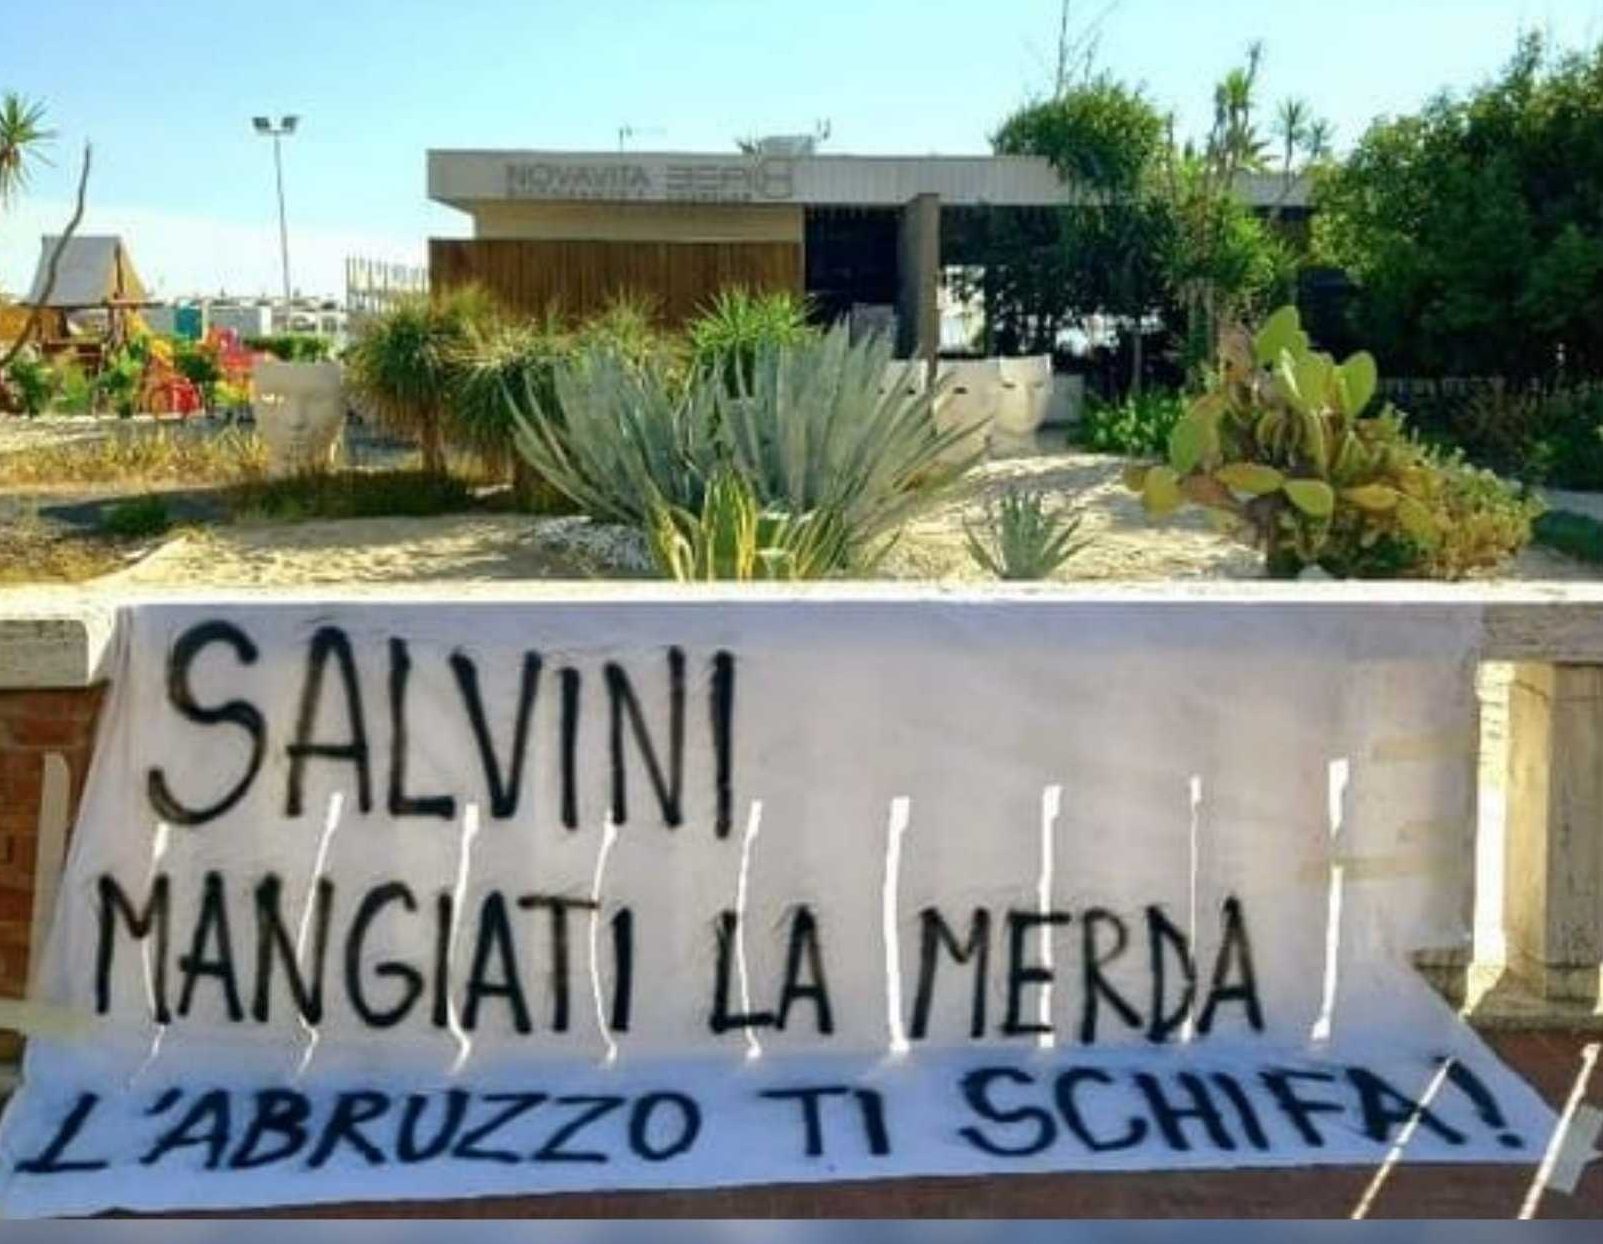 NOVAVITA
SALVINI
MANGIATI LA MERDA
L'ABRUZZO TI SCHIFA!